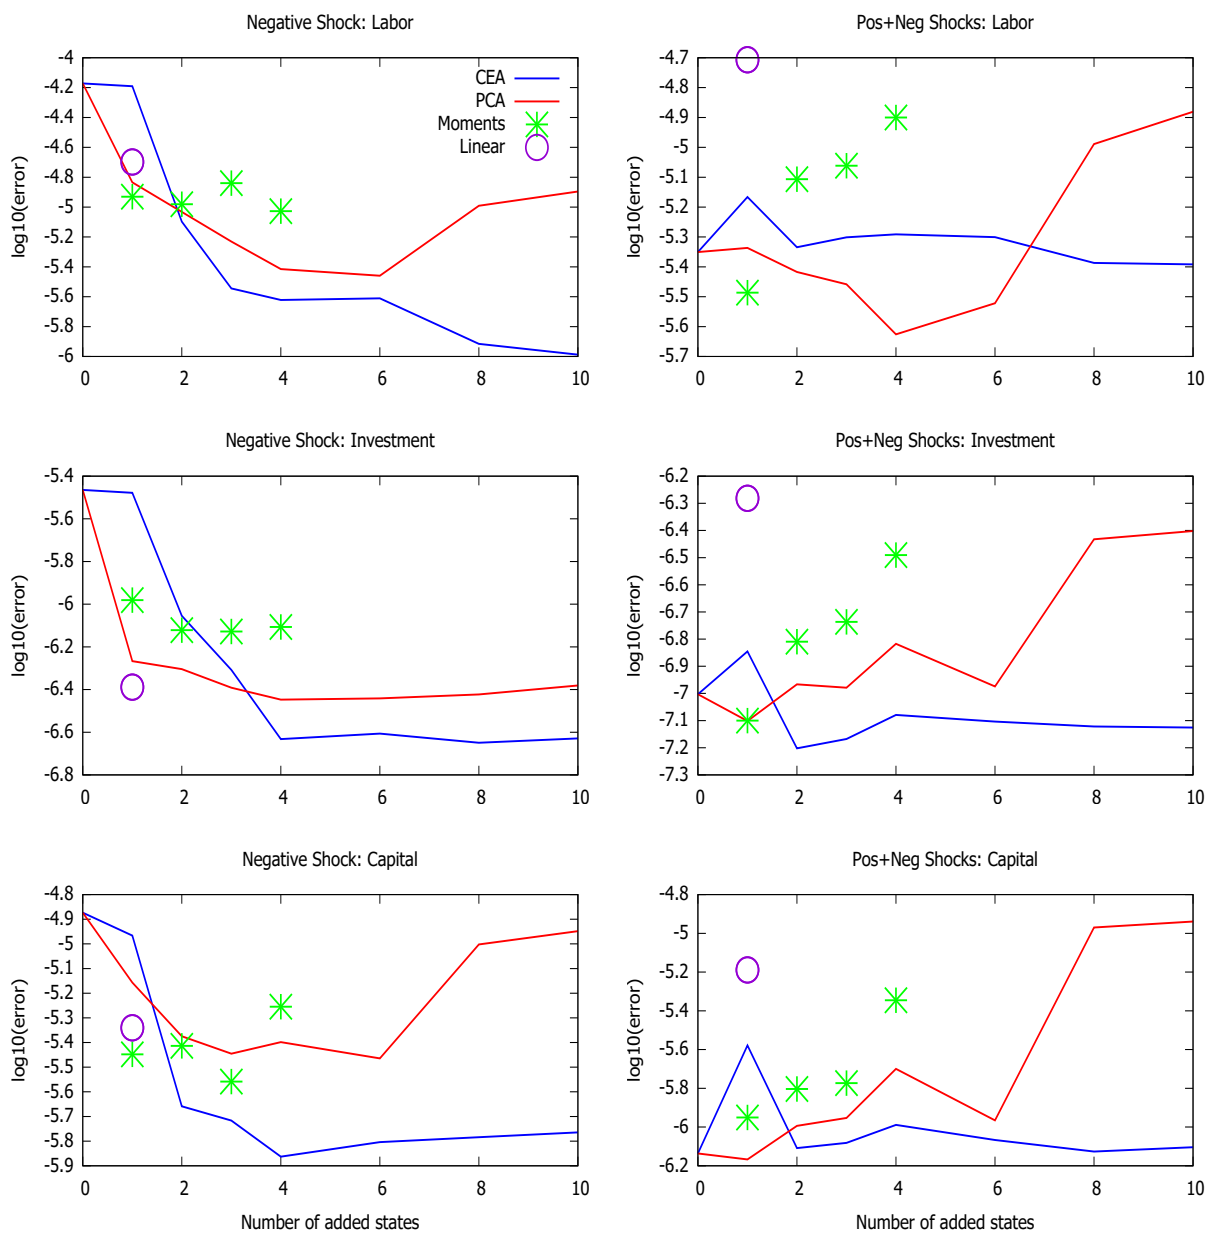 Negative Shock: Labor
-4
-4.2
-4.4
-4.6
-4.8
-5
-5.2
-5.4
-5.6
-5.8
-6
log10(error)
0 2 4 6 8 10
CEA
PCA
Moments
Linear
Pos+Neg Shocks: Labor
-4.7
-4.8
-4.9
-5
-5.1
-5.2
-5.3
-5.4
-5.5
-5.6
-5.7
log10(error)
0 2 4 6 8 10
Negative Shock: Investment
-5.4
-5.6
-5.8
-6
-6.2
-6.4
-6.6
-6.8
log10(error)
0 2 4 6 8 10
Pos+Neg Shocks: Investment
-6.2
-6.3
-6.4
-6.5
-6.6
-6.7
-6.8
-6.9
-7
-7.1
-7.2
-7.3
log10(error)
0 2 4 6 8 10
Negative Shock: Capital
-4.8
-4.9
-5
-5.1
-5.2
-5.3
-5.4
-5.5
-5.6
-5.7
-5.8
-5.9
log10(error)
0 2 4 6 8 10
Number of added states
Pos+Neg Shocks: Capital
-4.8
-5
-5.2
-5.4
-5.6
-5.8
-6
-6.2
log10(error)
0 2 4 6 8 10
Number of added states